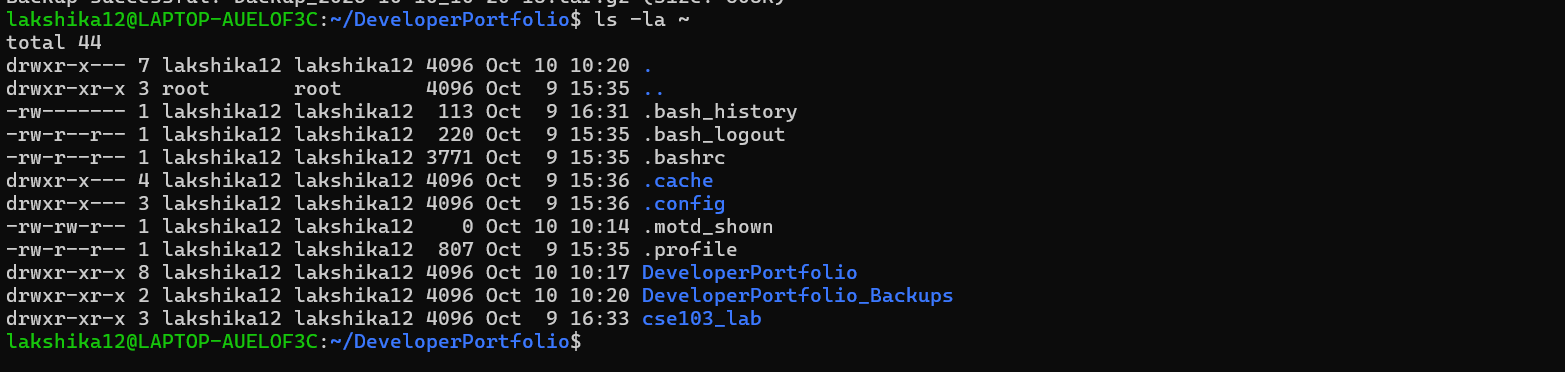 lakshika12@LAPTOP-AUELOF3C:~/DeveloperPortfolio$ ls -la ~
total 44
drwxr-x--- 7 lakshika12 lakshika12 4096 Oct 10 10:20 .
drwxr-xr-x 3 root       root       4096 Oct  9 15:35 ..
-rw------- 1 lakshika12 lakshika12  113 Oct  9 16:31 .bash_history
-rw-r--r-- 1 lakshika12 lakshika12  220 Oct  9 15:35 .bash_logout
-rw-r--r-- 1 lakshika12 lakshika12 3771 Oct  9 15:35 .bashrc
drwxr-x--- 4 lakshika12 lakshika12 4096 Oct  9 15:36 .cache
drwxr-x--- 3 lakshika12 lakshika12 4096 Oct  9 15:36 .config
-rw-rw-r-- 1 lakshika12 lakshika12    0 Oct 10 10:14 .motd_shown
-rw-r--r-- 1 lakshika12 lakshika12  807 Oct  9 15:35 .profile
drwxr-xr-x 8 lakshika12 lakshika12 4096 Oct 10 10:17 DeveloperPortfolio
drwxr-xr-x 2 lakshika12 lakshika12 4096 Oct 10 10:20 DeveloperPortfolio_Backups
drwxr-xr-x 3 lakshika12 lakshika12 4096 Oct  9 16:33 cse103_lab
lakshika12@LAPTOP-AUELOF3C:~/DeveloperPortfolio$